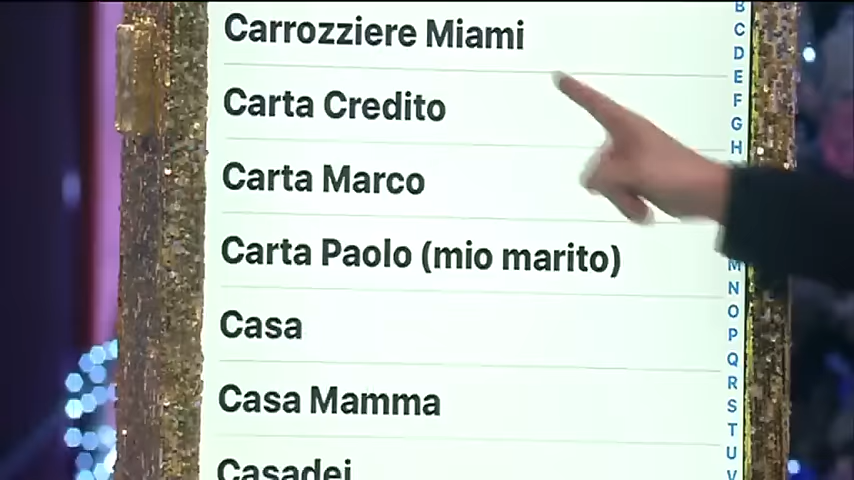 Carrozziere Miami
Carta Credito
Carta Marco
Carta Paolo (mio marito)
Casa
Casa Mamma
Casadei
B
C
D
E
F
G
H
M
N
O
P
Q
R
S
T
U
V